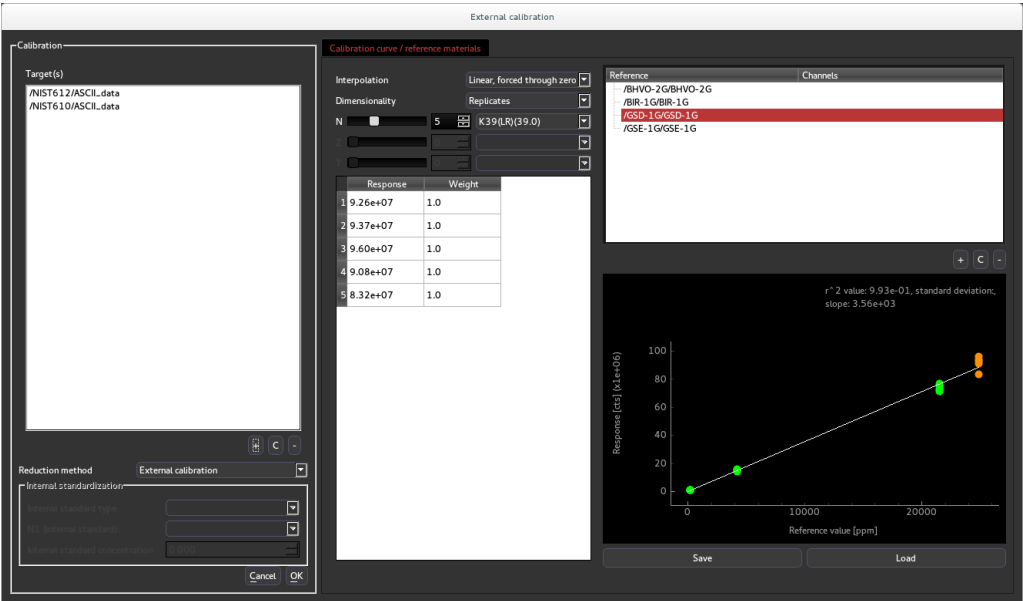 External calibration
Calibration
Target(s)
/NIST612/ASCII_data
/NIST610/ASCII_data
+ C -
Reduction method External calibration
Internal standardization
Internal standard type
M1 (Internal standard):
Internal standard concentration 0.000
Cancel OK
Calibration curve / reference materials
Interpolation Linear, forced through zero
Dimensionality Replicates
N 5 K39(LR)(39.0)
Response Weight
1 9.26e+07 1.0
2 9.37e+07 1.0
3 9.60e+07 1.0
4 9.08e+07 1.0
5 8.32e+07 1.0
Reference Channels
/BHVO-2G/BHVO-2G
/BIR-1G/BIR-1G
/GSD-1G/GSD-1G
/GSE-1G/GSE-1G
+ C -
r^2 value: 9.93e-01, standard deviation:,
slope: 3.56e+03
Response [cts] (x1e+06)
100
80
60
40
20
0
0 10000 20000
Reference value [ppm]
Save Load